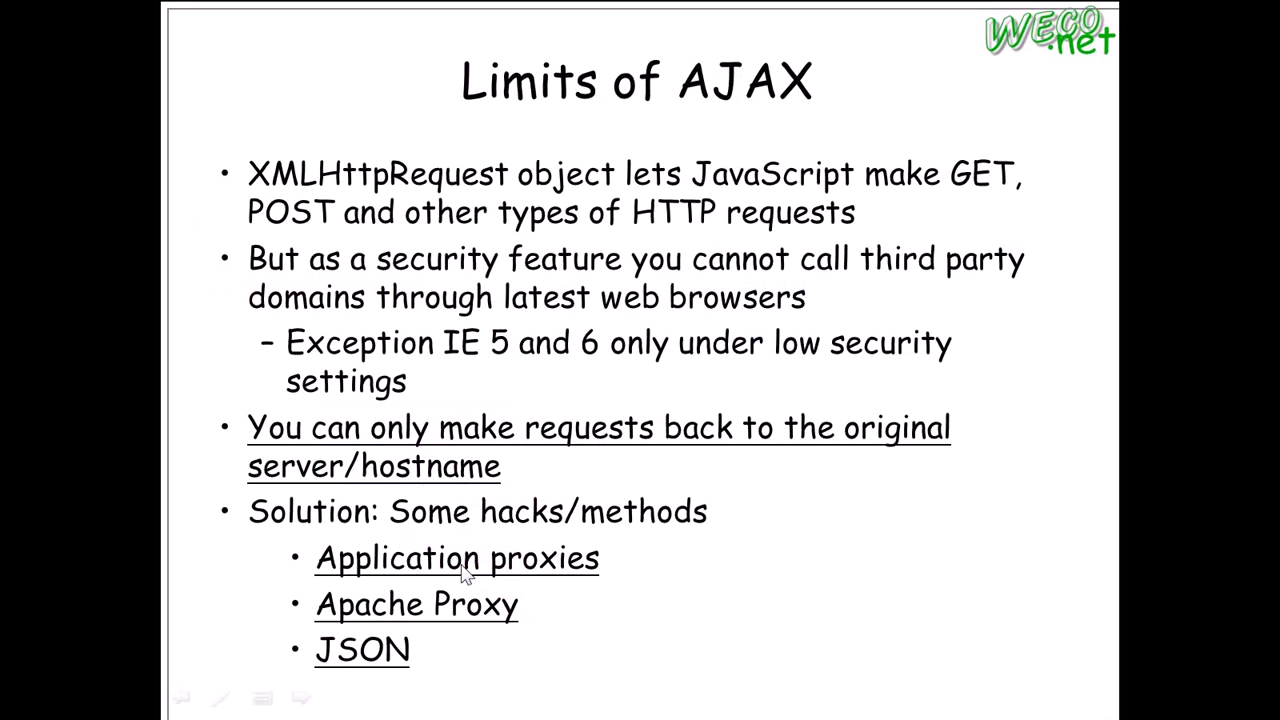 WECO
.net
Limits of AJAX
• XMLHttpRequest object lets JavaScript make GET,
POST and other types of HTTP requests
• But as a security feature you cannot call third party
domains through latest web browsers
– Exception IE 5 and 6 only under low security
settings
• You can only make requests back to the original
server/hostname
• Solution: Some hacks/methods
• Application proxies
• Apache Proxy
• JSON